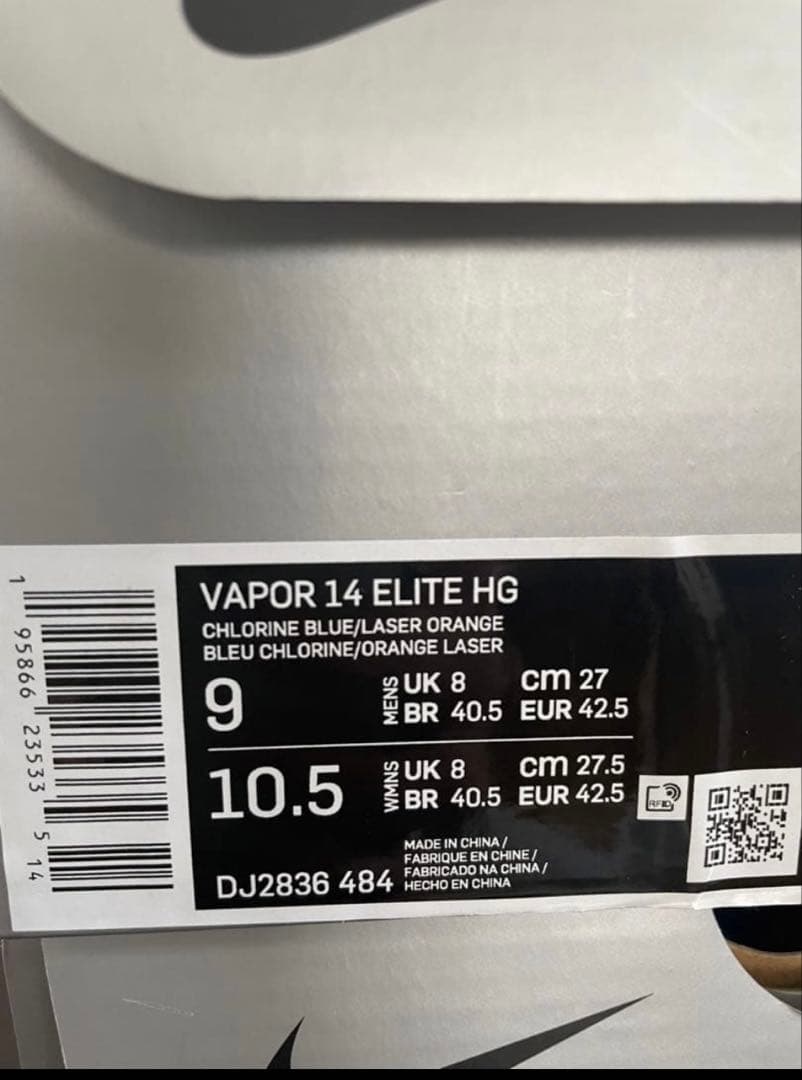 VAPOR 14 ELITE HG
CHLORINE BLUE/LASER ORANGE
BLEU CHLORINE/ORANGE LASER
9 MENS UK 8 cm 27
BR 40.5 EUR 42.5
10.5 WMNS UK 8 cm 27.5
BR 40.5 EUR 42.5
RFID
MADE IN CHINA /
FABRIQUE EN CHINE /
FABRICADO NA CHINA /
HECHO EN CHINA
DJ2836 484
1 95866 23533 5 14